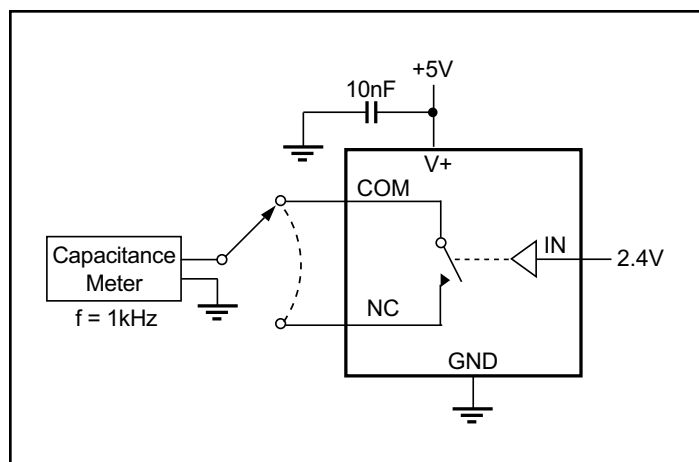 +5V
10nF
V+
COM
Capacitance
Meter
IN
2.4V
f = 1kHz
NC
GND